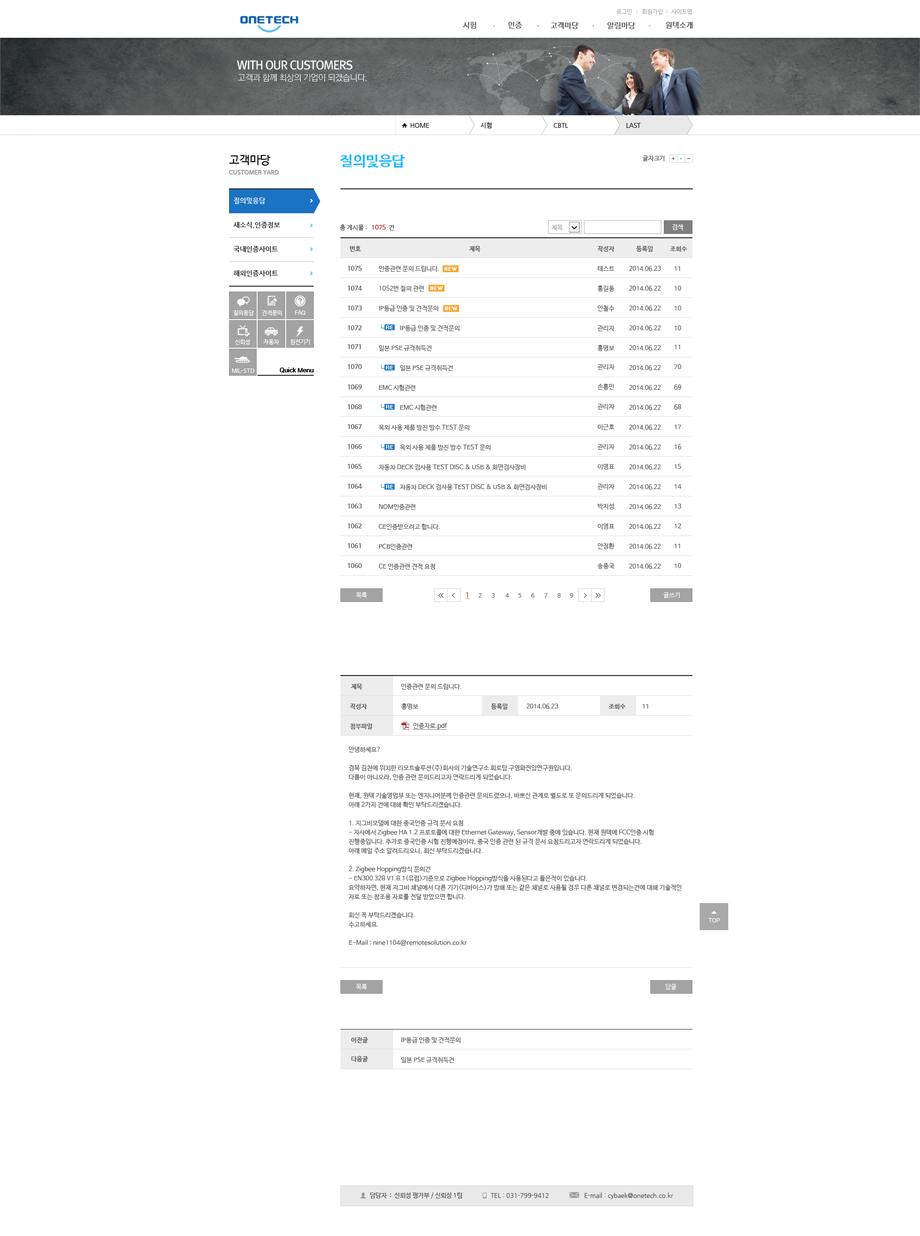 로그인 | 회원가입 | 사이트맵
ONETECH
시험 · 인증 · 고객마당 · 알림마당 · 원텍소개
WITH OUR CUSTOMERS
고객과 함께 최상의 기업이 되겠습니다.
HOME 시험 CBTL LAST
고객마당
CUSTOMER YARD
질의및응답
새소식,인증정보
국내인증사이트
해외인증사이트
질의응답 견적문의 FAQ
신뢰성 자동차 원전기기
MIL-STD Quick Menu
질의및응답
글자크기 + • -
총 게시물 : 1075 건
제목 검색
번호 제목 작성자 등록일 조회수
1075 인증관련 문의 드립니다. NEW 테스트 2014.06.23 11
1074 1052번 질의 관련 NEW 홍길동 2014.06.22 10
1073 IP등급 인증 및 견적문의 NEW 안철수 2014.06.22 10
1072 RE IP등급 인증 및 견적문의 관리자 2014.06.22 10
1071 일본 PSE 규격취득건 홍명보 2014.06.22 11
1070 RE 일본 PSE 규격취득건 관리자 2014.06.22 70
1069 EMC 시험관련 손흥민 2014.06.22 69
1068 RE EMC 시험관련 관리자 2014.06.22 68
1067 옥외 사용 제품 방진 방수 TEST 문의 이근호 2014.06.22 17
1066 RE 옥외 사용 제품 방진 방수 TEST 문의 관리자 2014.06.22 16
1065 자동차 DECK 검사용 TEST DISC & USB & 화면검사장비 이영표 2014.06.22 15
1064 RE 자동차 DECK 검사용 TEST DISC & USB & 화면검사장비 관리자 2014.06.22 14
1063 NOM인증관련 박지성 2014.06.22 13
1062 CE인증받으려고 합니다. 이영표 2014.06.22 12
1061 PCB인증관련 안정환 2014.06.22 11
1060 CE 인증관련 견적 요청 송종국 2014.06.22 10
목록 1 2 3 4 5 6 7 8 9 글쓰기
제목 인증관련 문의 드립니다.
작성자 홍명보 등록일 2014.06.23 조회수 11
첨부파일 인증자료.pdf
안녕하세요?
경북 김천에 위치한 리모트솔루션(주)회사의 기술연구소 회로팀 구영화전임연구원입니다.
다름이 아니오라, 인증 관련 문의드리고자 연락드리게 되었습니다.
현재, 원텍 기술영업부 또는 엔지니어분께 인증관련 문의드렸으나, 바쁘신 관계로 별도로 또 문의드리게 되었습니다.
아래 2가지 건에 대해 확인 부탁드리겠습니다.
1. 지그비모델에 대한 중국인증 규격 문서 요청
- 자사에서 Zigbee HA 1.2 프로토콜에 대한 Ethernet Gateway, Sensor개발 중에 있습니다. 현재 원텍에 FCC인증 시험
진행중입니다. 추가로 중국인증 시험 진행예정이라, 중국 인증 관련 된 규격 문서 요청드리고자 연락드리게 되었습니다.
아래 메일 주소 알려드리오니, 회신 부탁드리겠습니다.
2. Zigbee Hopping방식 문의건
- EN300 328 V1.8.1(유럽)기준으로 Zigbee Hopping방식을 사용된다고 들은적이 있습니다.
요약하자면, 현재 지그비 채널에서 다른 기기(디바이스)가 방해 또는 같은 채널로 사용될 경우 다른 채널로 변경되는건에 대해 기술적인
자료 또는 참조용 자료를 전달 받았으면 합니다.
회신 꼭 부탁드리겠습니다.
수고하세요.
E-Mail : nine1104@remotesolution.co.kr
TOP
목록 답글
이전글 IP등급 인증 및 견적문의
다음글 일본 PSE 규격취득건
담당자 : 신뢰성 평가부 / 신뢰성 1팀 TEL : 031-799-9412 E-mail : cybaek@onetech.co.kr